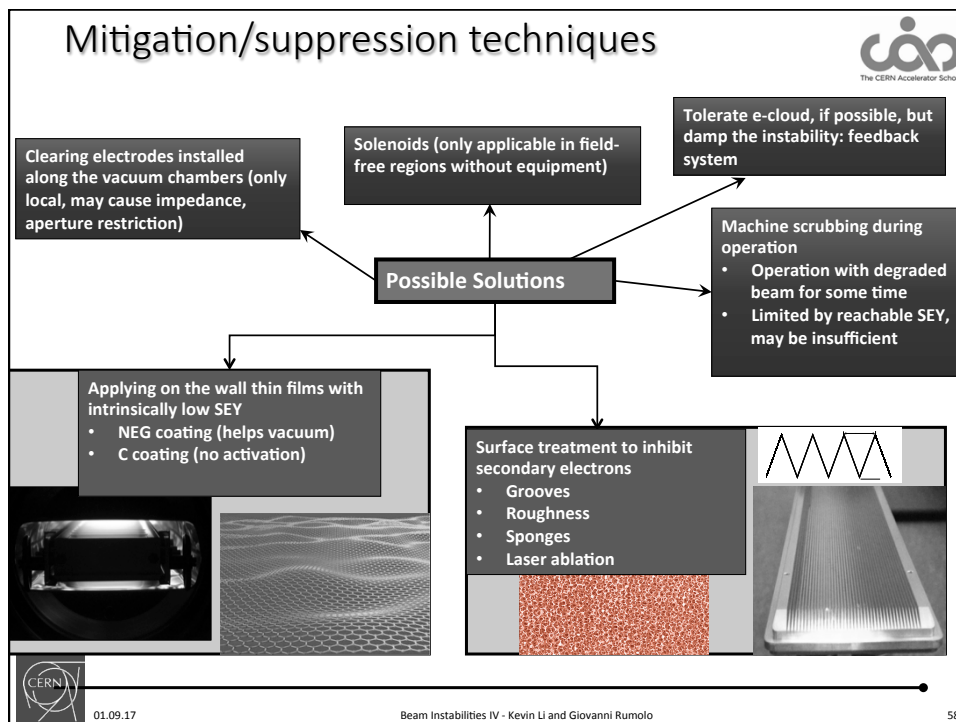 Mitigation/suppression techniques
The CERN Accelerator Scho
Clearing electrodes installed
along the vacuum chambers (only
local, may cause impedance,
aperture restriction)
Solenoids (only applicable in field-
free regions without equipment)
Tolerate e-cloud, if possible, but
damp the instability: feedback
system
Machine scrubbing during
operation
• Operation with degraded
beam for some time
• Limited by reachable SEY,
may be insufficient
Possible Solutions
Applying on the wall thin films with
intrinsically low SEY
• NEG coating (helps vacuum)
• C coating (no activation)
Surface treatment to inhibit
secondary electrons
• Grooves
• Roughness
• Sponges
• Laser ablation
CERN
01.09.17
Beam Instabilities IV - Kevin Li and Giovanni Rumolo
58